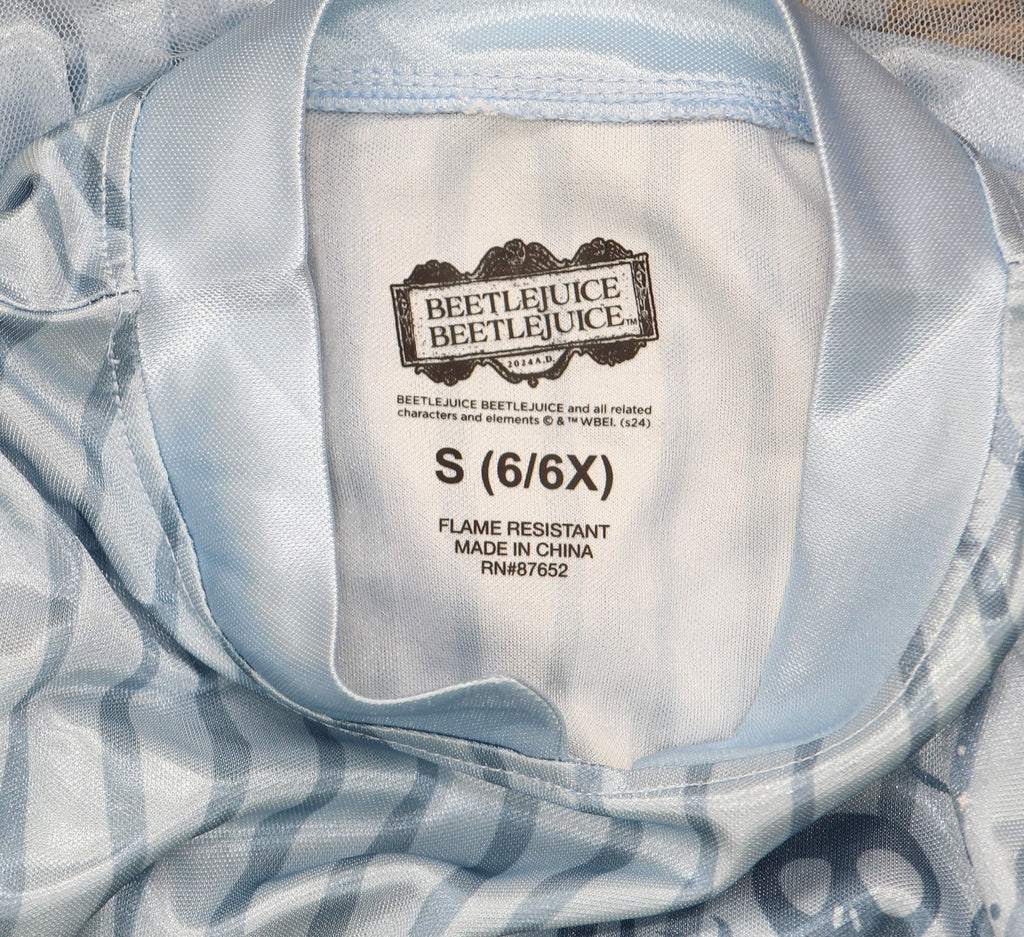 BEETLEJUICE
BEETLEJUICE™
2024 A.D.
BEETLEJUICE BEETLEJUICE and all related
characters and elements © & ™ WBEI. (s24)
S (6/6X)
FLAME RESISTANT
MADE IN CHINA
RN#87652